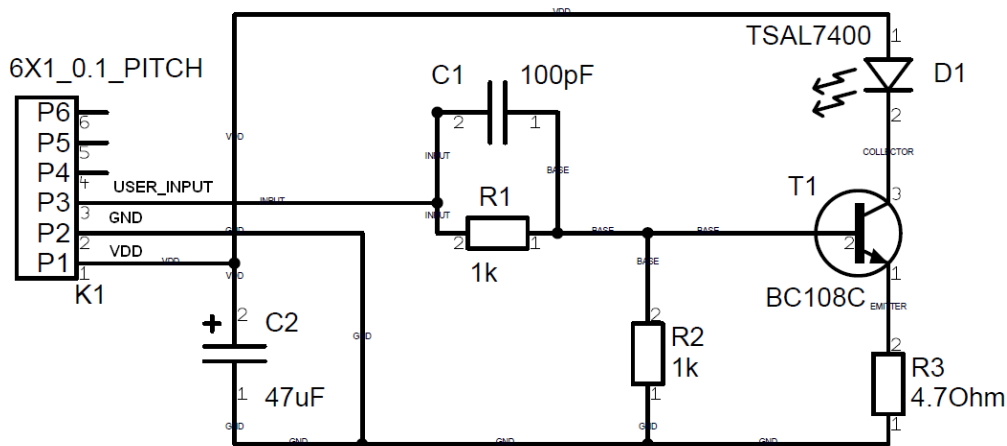 VDD
TSAL7400
1
D1
2
COLLECTOR
6X1_0.1_PITCH
P6
6
P5
5
P4
4
P3
3
P2
2
P1
1
K1
USER_INPUT
GND
VDD
VDD
INPUT
GND
VDD
VDD
C1
100pF
2
1
INPUT
BASE
INPUT
R1
2
1
1k
BASE
BASE
BASE
T1
3
2
1
BC108C
EMITTER
+
2
C2
1
47uF
GND
GND
2
R2
1k
1
GND
2
R3
4.7Ohm
1
GND
GND
GND